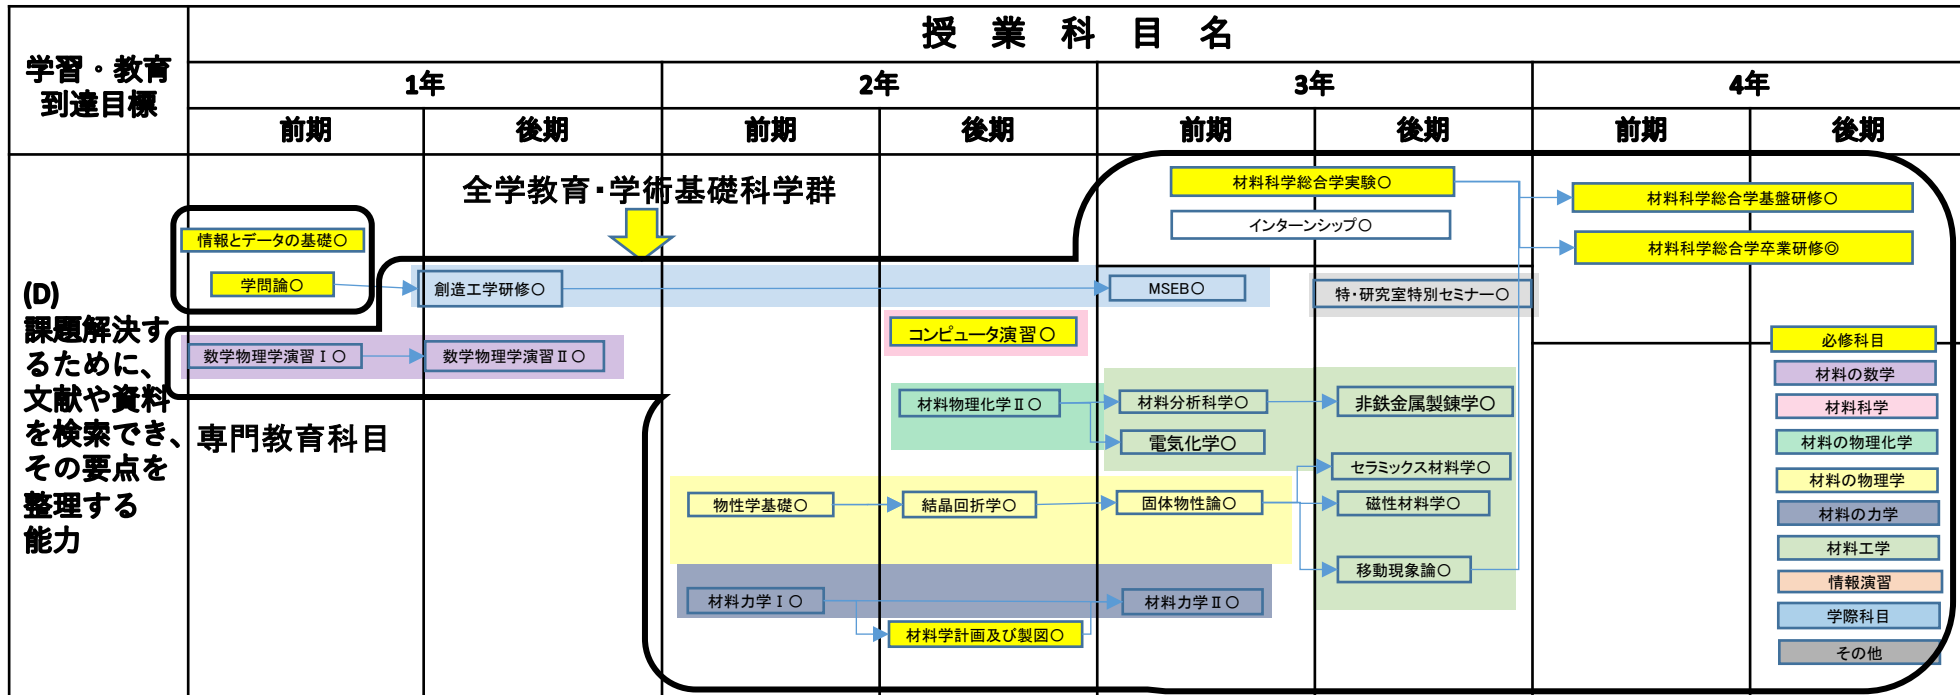 授 業 科 目 名
学習・教育
到達目標
1年
2年
3年
4年
前期
後期
前期
後期
前期
後期
前期
後期
全学教育・学術基礎科学群
材料科学総合学実験○
材料科学総合学基盤研修○
インターンシップ○
情報とデータの基礎○
材料科学総合学卒業研修◎
学問論○
創造工学研修○
MSEB○
特・研究室特別セミナー○
(D)
課題解決す
るために、
文献や資料
を検索でき、
その要点を
整理する
能力
コンピュータ演習○
数学物理学演習Ⅰ○
数学物理学演習Ⅱ○
材料物理化学Ⅱ○
材料分析科学○
非鉄金属製錬学○
専門教育科目
電気化学○
セラミックス材料学○
物性学基礎○
結晶回折学○
固体物性論○
磁性材料学○
移動現象論○
材料力学Ⅰ○
材料力学Ⅱ○
材料学計画及び製図○
必修科目
材料の数学
材料科学
材料の物理化学
材料の物理学
材料の力学
材料工学
情報演習
学際科目
その他